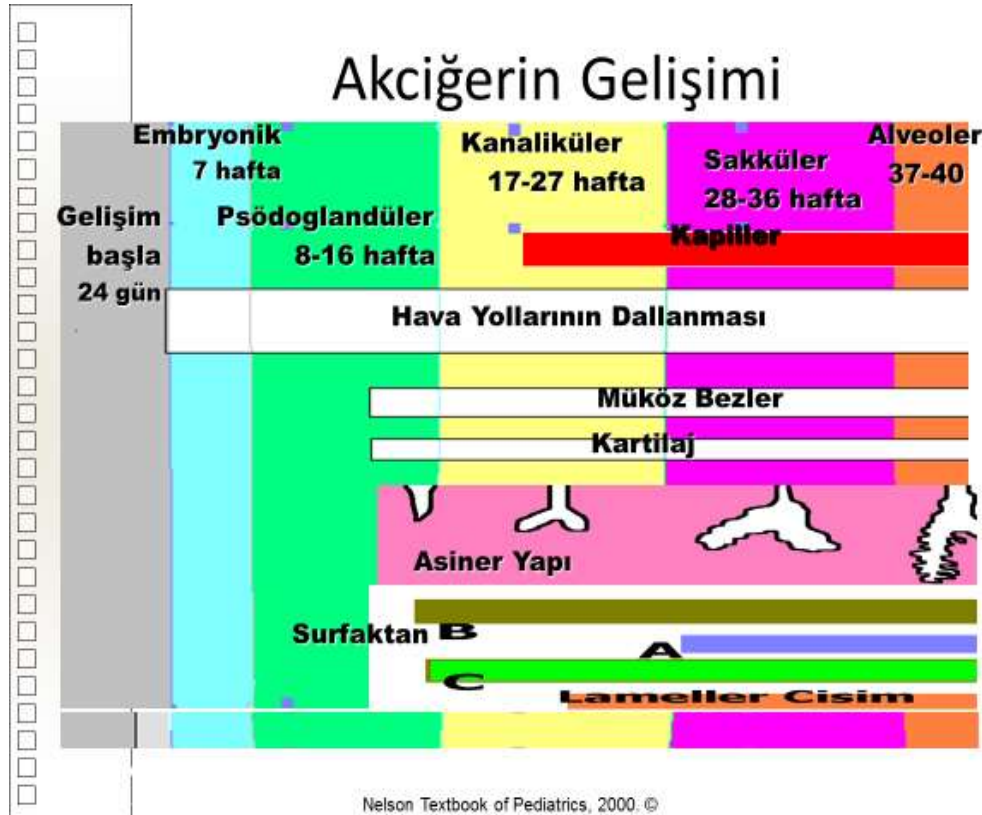 Akciğerin Gelişimi
Embryonik
7 hafta
Kanaliküler
17-27 hafta
Sakküler
28-36 hafta
Alveoler
37-40
Gelişim
başla
24 gün
Psödoglandüler
8-16 hafta
Kapiller
Hava Yollarının Dallanması
Müköz Bezler
Kartilaj
Asiner Yapı
Surfaktan B
A
C
Lameller Cisim
Nelson Textbook of Pediatrics, 2000. ©